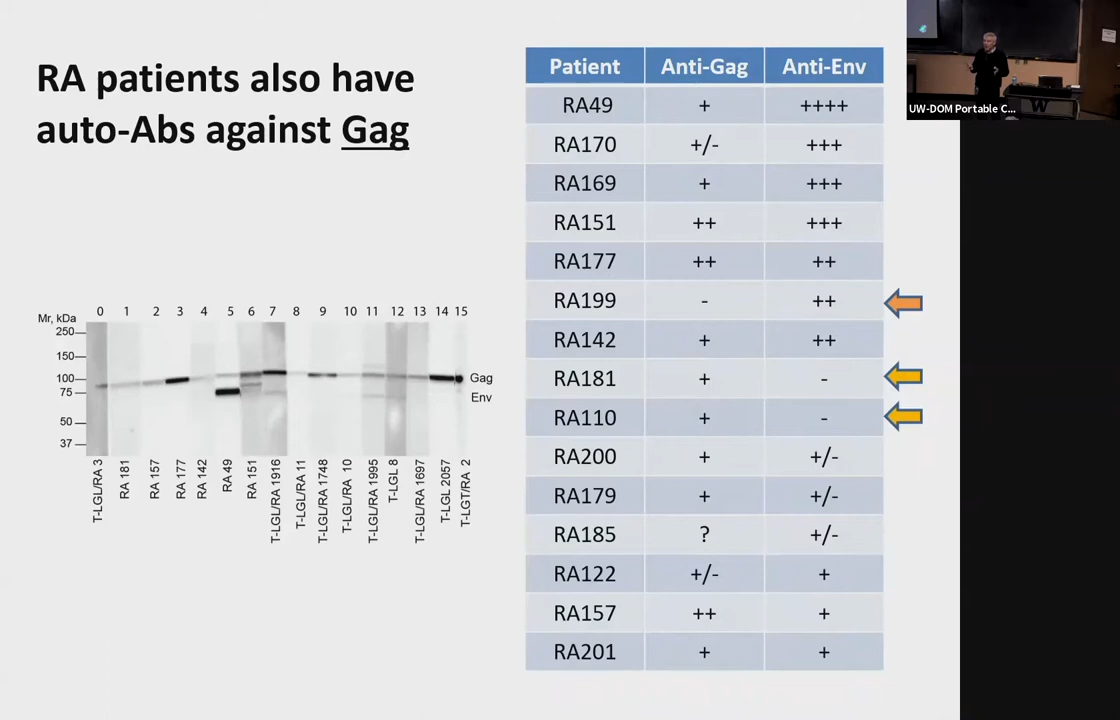 RA patients also have
auto-Abs against Gag
Mr, kDa
0 1 2 3 4 5 6 7 8 9 10 11 12 13 14 15
250
150
100
75
50
37
Gag
Env
T-LGL/RA 3
RA 181
RA 157
RA 177
RA 142
RA 49
RA 151
T-LGL/RA 1916
T-LGL/RA 11
T-LGL/RA 1748
T-LGL/RA 10
T-LGL/RA 1995
T-LGL 8
T-LGL/RA 1697
T-LGL 2057
T-LGT/RA 2
Patient Anti-Gag Anti-Env
RA49 + ++++
RA170 +/- +++
RA169 + +++
RA151 ++ +++
RA177 ++ ++
RA199 - ++
RA142 + ++
RA181 + -
RA110 + -
RA200 + +/-
RA179 + +/-
RA185 ? +/-
RA122 +/- +
RA157 ++ +
RA201 + +
W
UW-DOM Portable C...